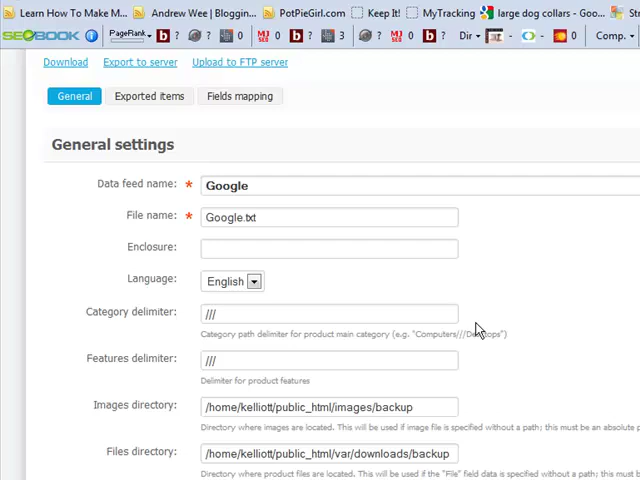 Learn How To Make M... Andrew Wee | Bloggin... PotPieGirl.com Keep It! MyTracking large dog collars - Goo...
SEOBOOK i PageRank b ? ? 0 0 b ? 3 ? 0 b ? 0 Dir - - 0 Comp.
Download Export to server Upload to FTP server
General Exported items Fields mapping
General settings
Data feed name: * Google
File name: * Google.txt
Enclosure:
Language: English
Category delimiter: ///
Category path delimiter for product main category (e.g. "Computers///Desktops")
Features delimiter: ///
Delimiter for product features
Images directory: /home/kelliott/public_html/images/backup
Directory where images are located. This will be used if image file is specified without a path; this must be an absolute p
Files directory: /home/kelliott/public_html/var/downloads/backup
Directory where product files are located. This will be used if the "File" field data is specified without a path; this mus